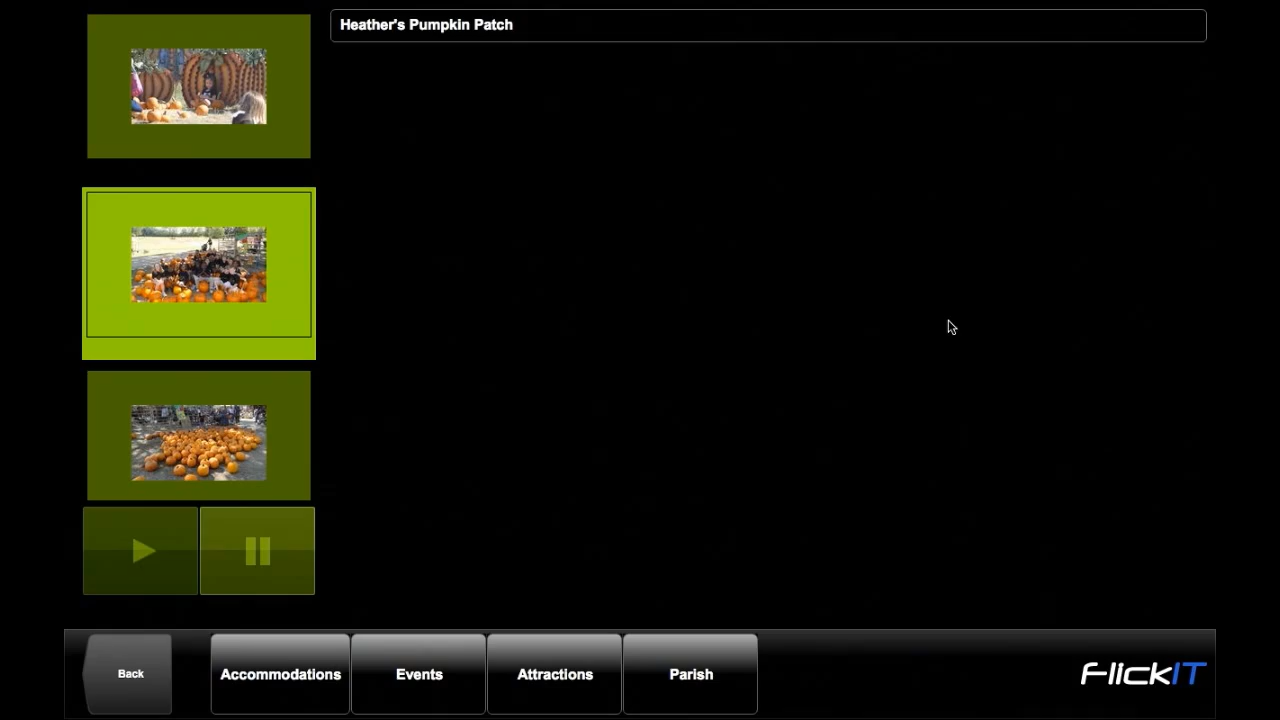 Heather's Pumpkin Patch
Back
Accommodations
Events
Attractions
Parish
FlickIT